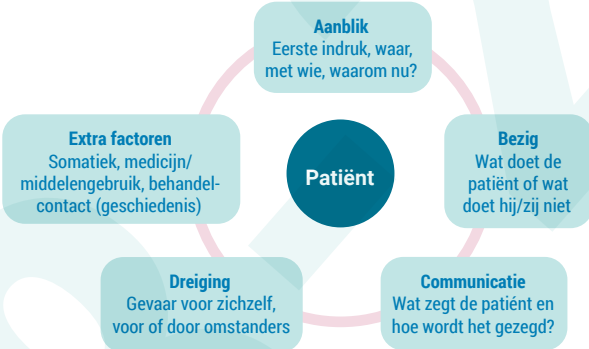 Aanblik
Eerste indruk, waar,
met wie, waarom nu?
Bezig
Wat doet de
patiënt of wat
doet hij/zij niet
Communicatie
Wat zegt de patiént en
hoe wordt het gezegd?
Dreiging
Gevaar voor zichzelf,
voor of door omstanders
Extra factoren
Somatiek, medicijn/
middelengebruik, behandel-
contact (geschiedenis)
Patiënt